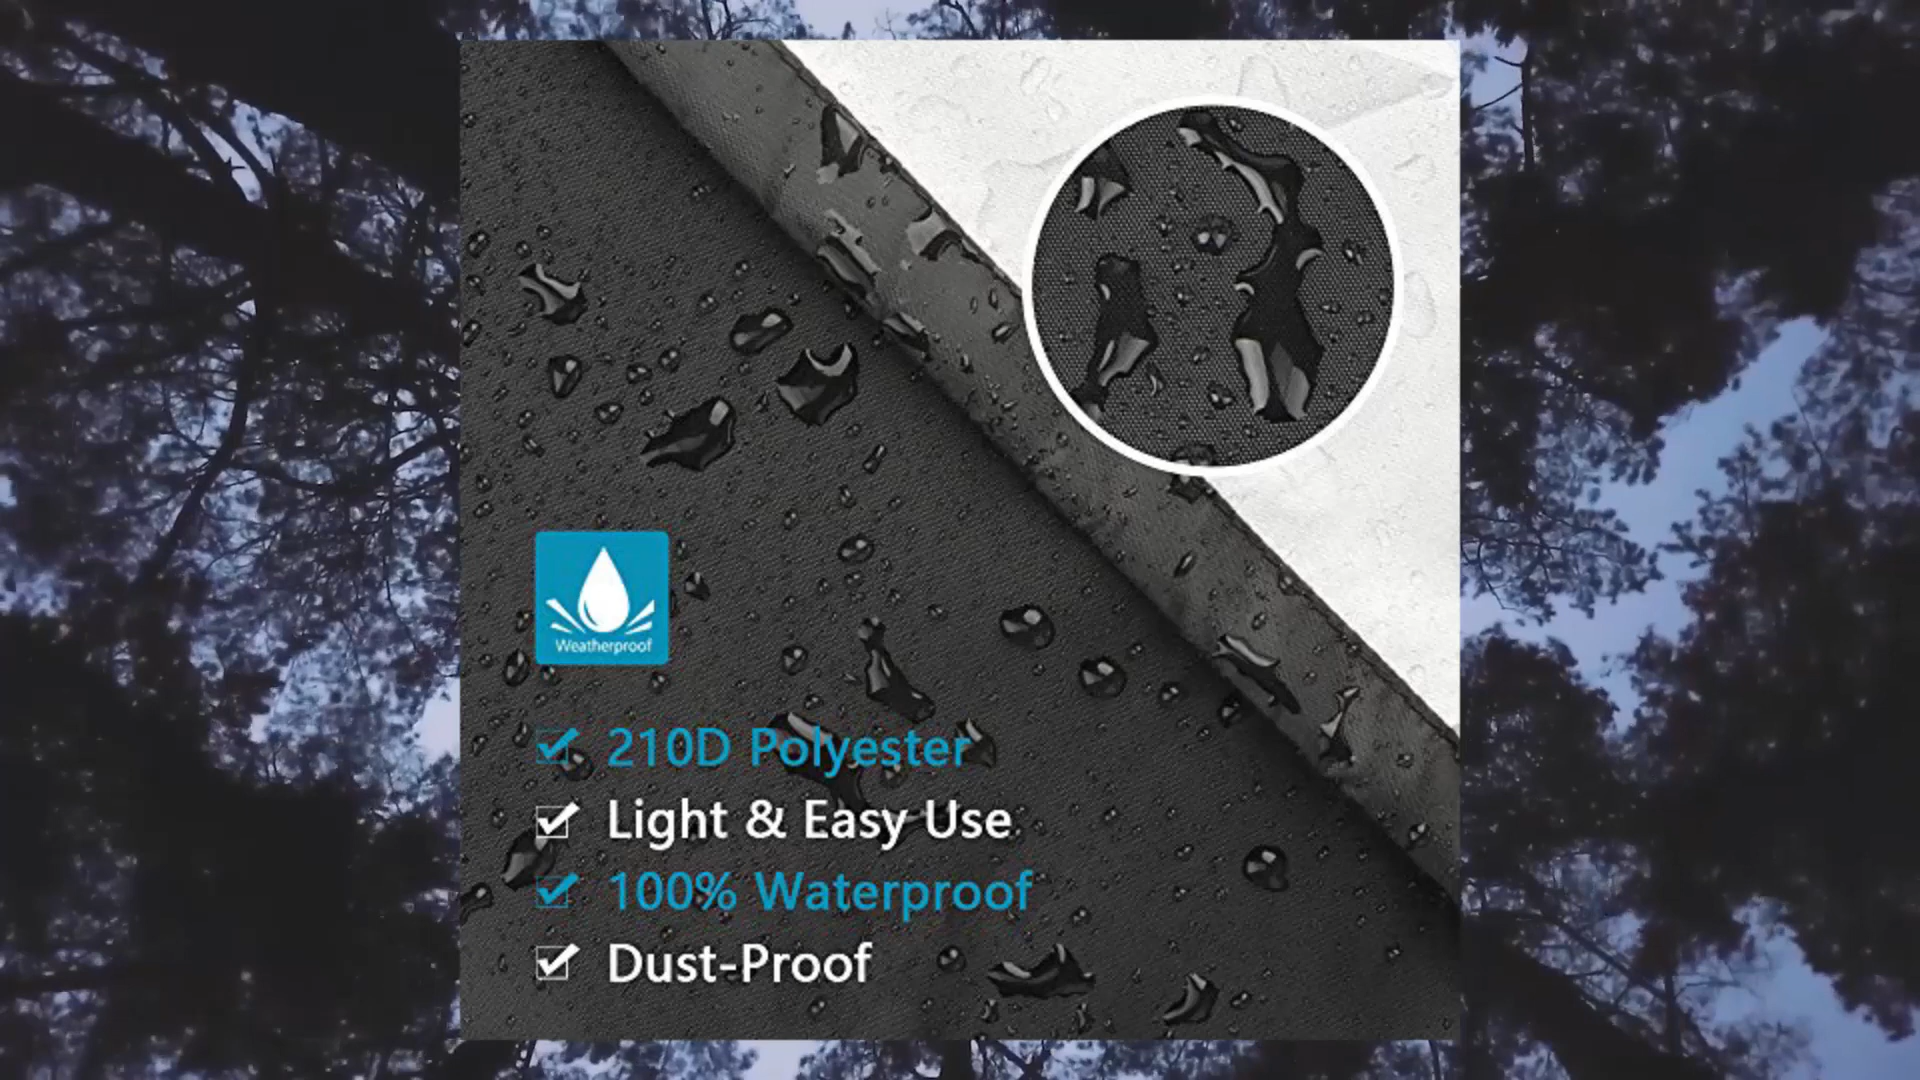 Weatherproof
210D Polyester
Light & Easy Use
100% Waterproof
Dust-Proof